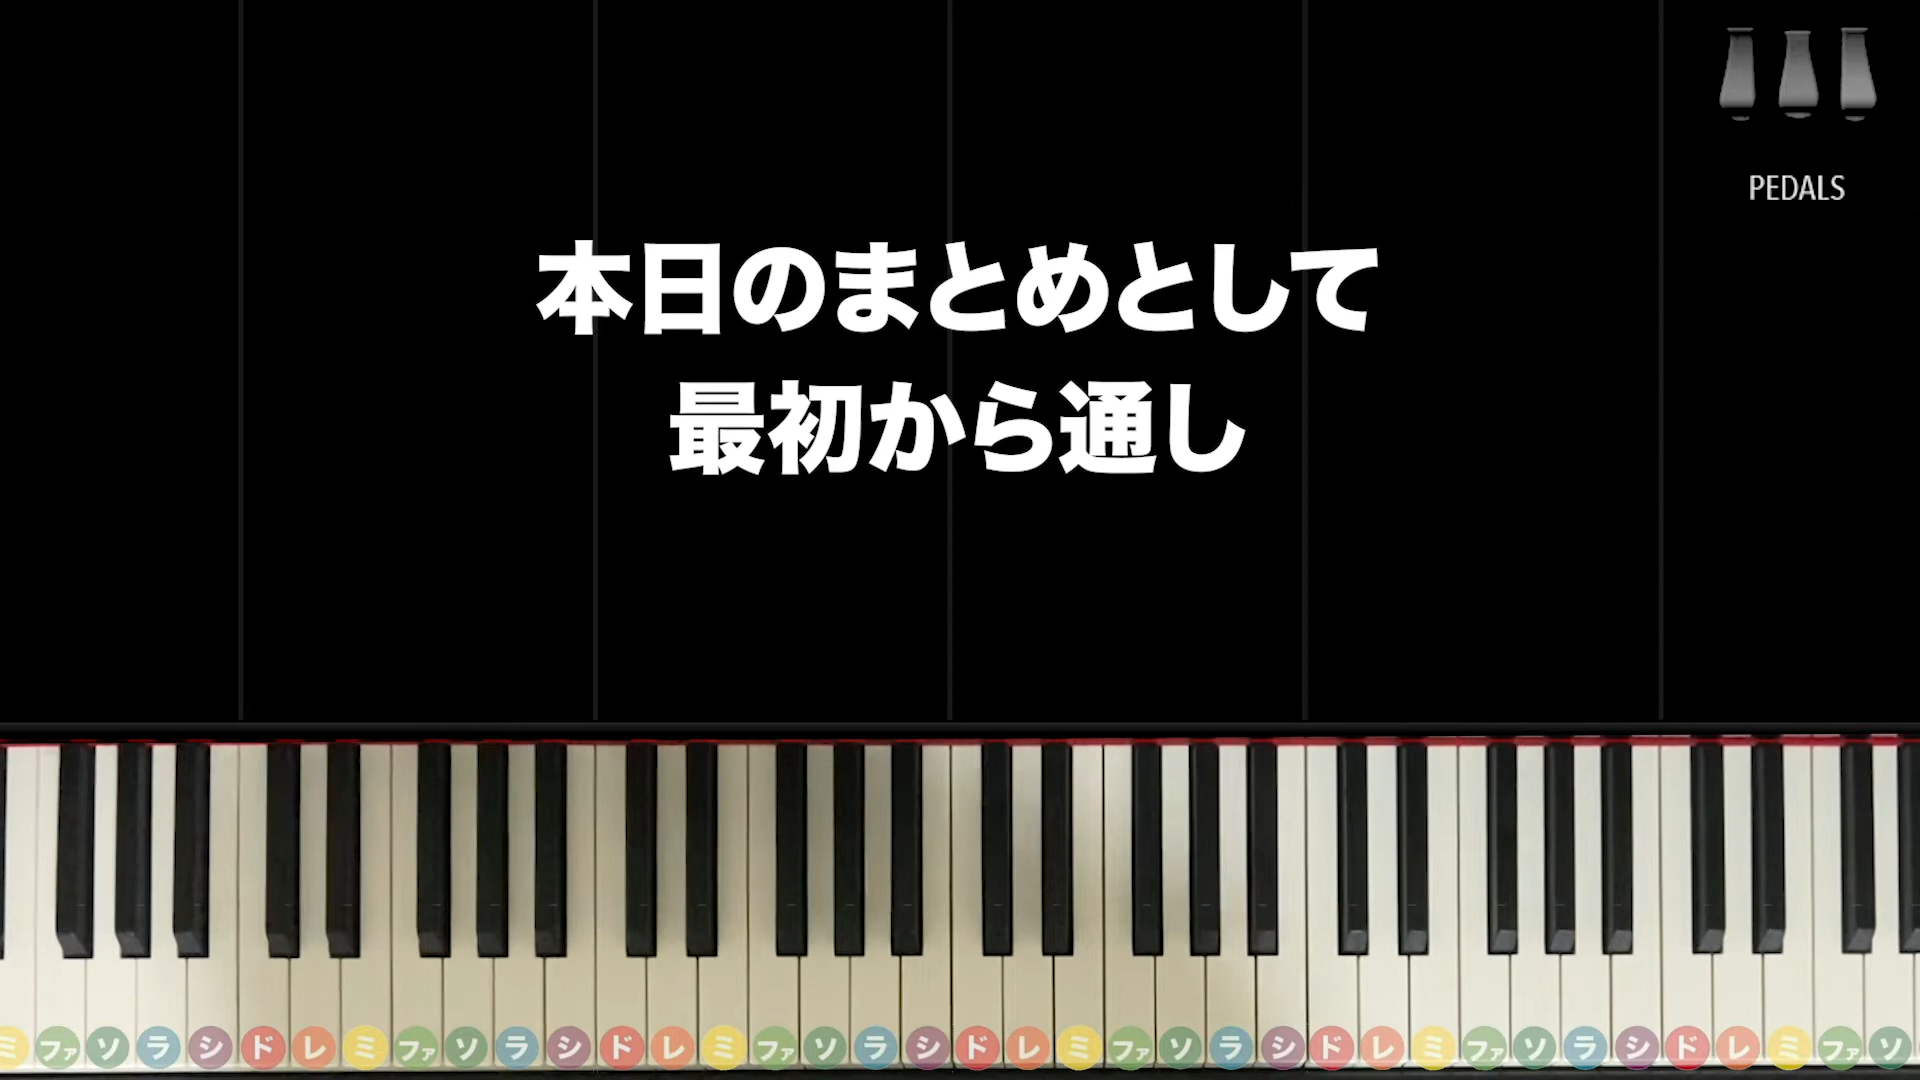 PEDALS
本日のまとめとして
最初から通し
ミ ファ ソ ラ シ ド レ ミ ファ ソ ラ シ ド レ ミ ファ ソ ラ シ ド レ ミ ファ ソ ラ シ ド レ ミ ファ ソ ラ シ ド レ ミ ファ ソ